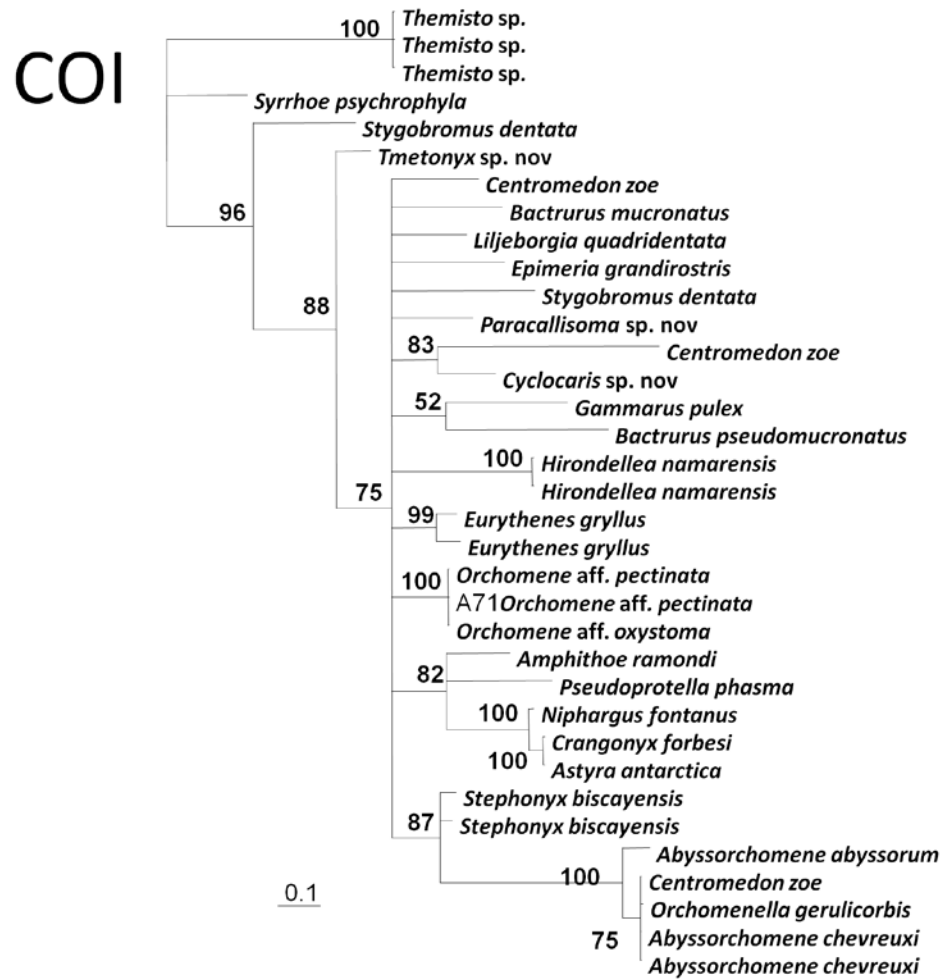 COI
100
Themisto sp.
Themisto sp.
Themisto sp.
Syrrhoe psychrophyla
Stygobromus dentata
Tmetonyx sp. nov
Centromedon zoe
96
Bactrurus mucronatus
Liljeborgia quadridentata
Epimeria grandirostris
88
Stygobromus dentata
Paracallisoma sp. nov
83
Centromedon zoe
Cyclocaris sp. nov
52
Gammarus pulex
Bactrurus pseudomucronatus
100
Hirondellea namarensis
75
Hirondellea namarensis
99
Eurythenes gryllus
Eurythenes gryllus
100
Orchomene aff. pectinata
A71Orchomene aff. pectinata
Orchomene aff. oxystoma
82
Amphithoe ramondi
Pseudoprotella phasma
100
Niphargus fontanus
Crangonyx forbesi
100
Astyra antarctica
Stephonyx biscayensis
87
Stephonyx biscayensis
Abyssorchomene abyssorum
100
Centromedon zoe
0.1
Orchomenella gerulicorbis
75
Abyssorchomene chevreuxi
Abyssorchomene chevreuxi